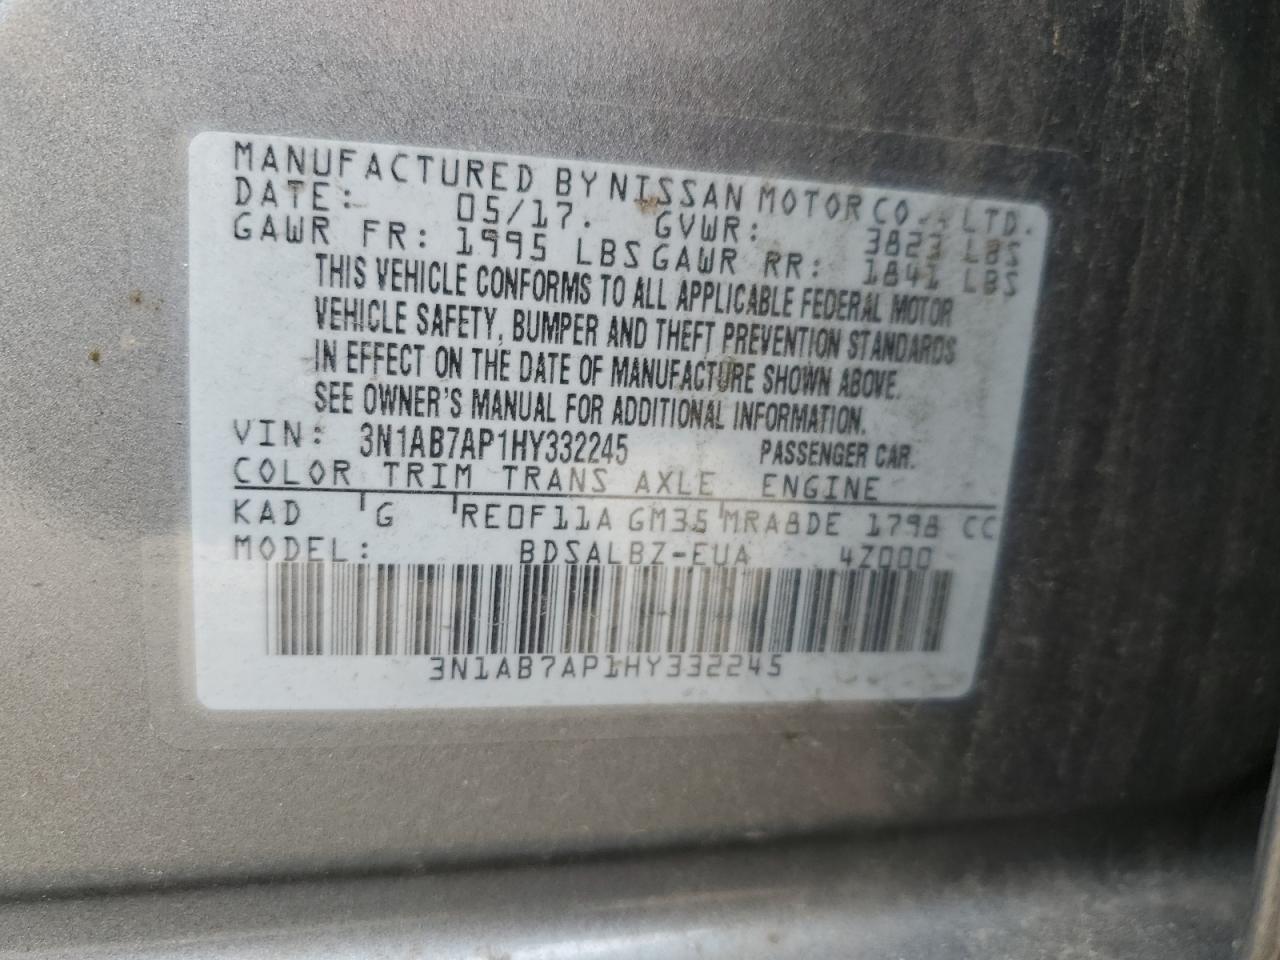 MANUFACTURED BY NISSAN MOTOR CO., LTD.
DATE: 05/17. GVWR: 3823 LBS
GAWR FR: 1995 LBS GAWR RR: 1841 LBS
THIS VEHICLE CONFORMS TO ALL APPLICABLE FEDERAL MOTOR
VEHICLE SAFETY, BUMPER AND THEFT PREVENTION STANDARDS
IN EFFECT ON THE DATE OF MANUFACTURE SHOWN ABOVE.
SEE OWNER'S MANUAL FOR ADDITIONAL INFORMATION.
VIN: 3N1AB7AP1HY332245 PASSENGER CAR.
COLOR TRIM TRANS AXLE ENGINE
KAD G RE0F11A GM35 MRA8DE 1798 CC
MODEL: BDSALBZ-EUA 4Z000
3N1AB7AP1HY332245